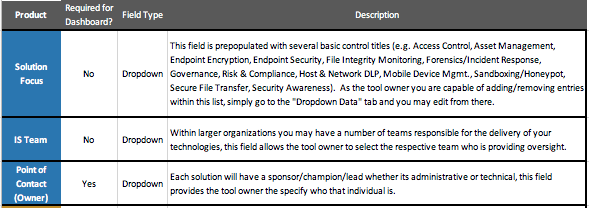 Product
Required for
Dashboard?
Field Type
Description
Solution
Focus
No
Dropdown
This field is prepopulated with several basic control titles (e.g. Access Control, Asset Management,
Endpoint Encryption, Endpoint Security, File Integrity Monitoring, Forensics/Incident Response,
Governance, Risk & Compliance, Host & Network DLP, Mobile Device Mgmt., Sandboxing/Honeypot,
Secure File Transfer, Security Awareness). As the tool owner you are capable of adding/removing entries
within this list, simply go to the "Dropdown Data" tab and you may edit from there.
IS Team
No
Dropdown
Within larger organizations you may have a number of teams responsible for the delivery of your
technologies, this field allows the tool owner to select the respective team who is providing oversight.
Point of
Contact
(Owner)
Yes
Dropdown
Each solution will have a sponsor/champion/lead whether its administrative or technical, this field
provides the tool owner the specify who that individual is.